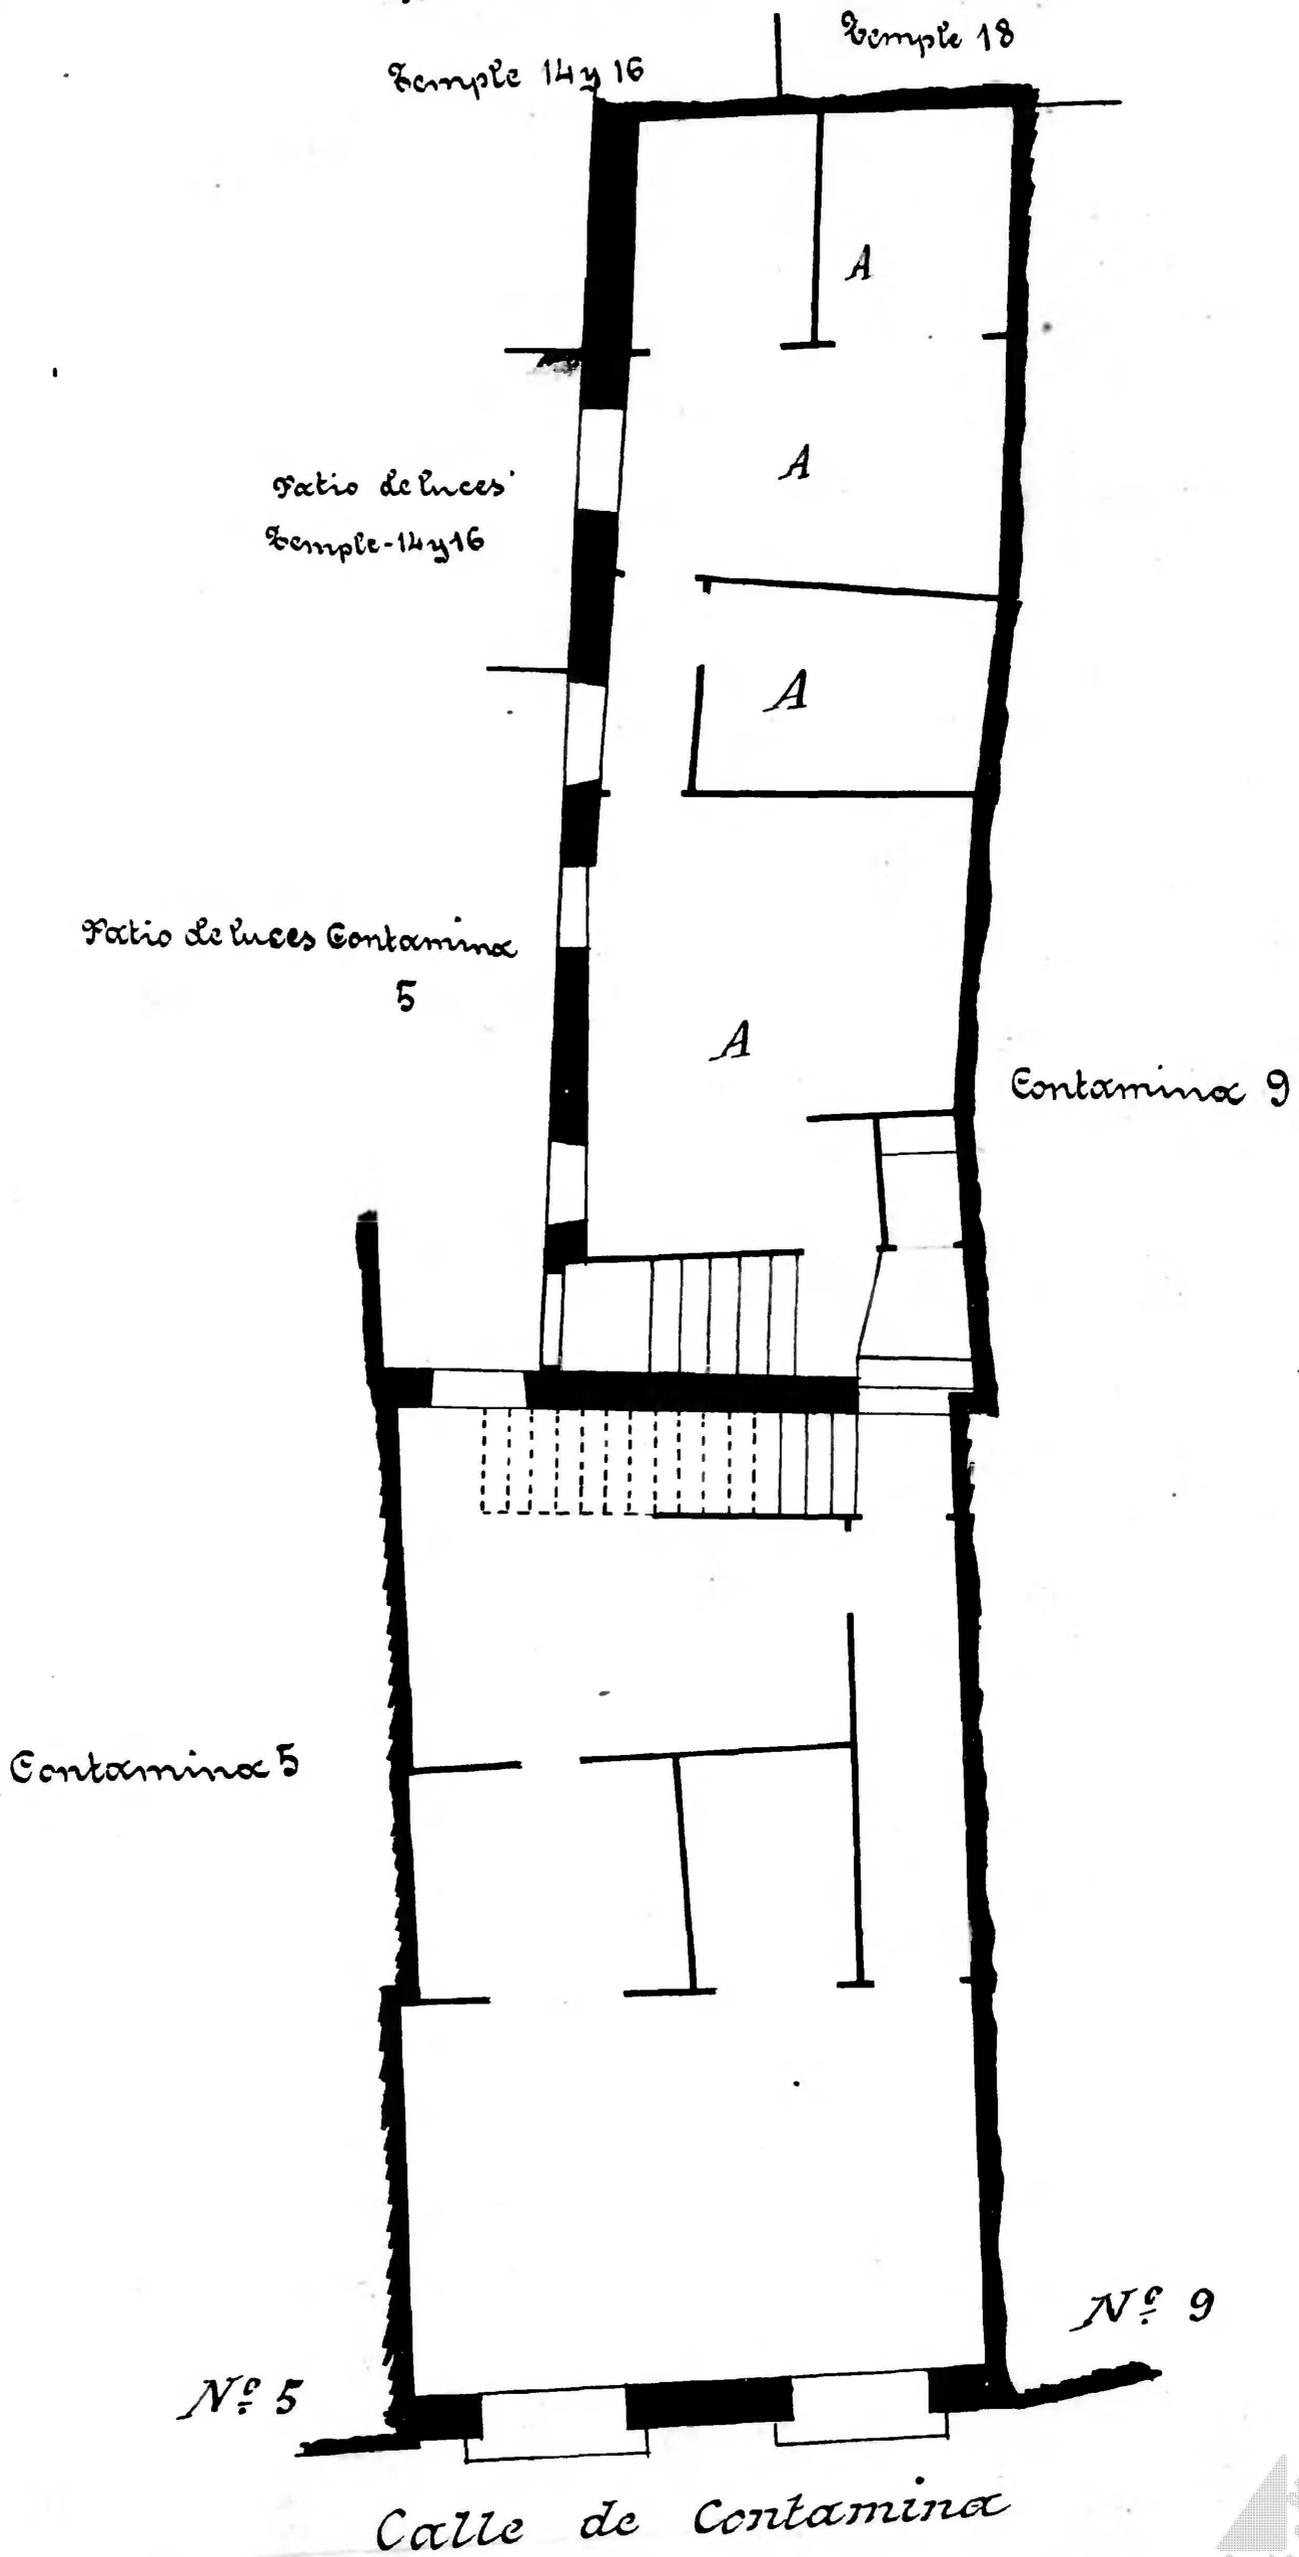 Temple 18
Temple 14 y 16
A
A
Patio de luces
Temple-14 y 16
A
Patio de luces Contamina
5
A
Contamina 9
Contamina 5
Nº 9
Nº 5
Calle de Contamina